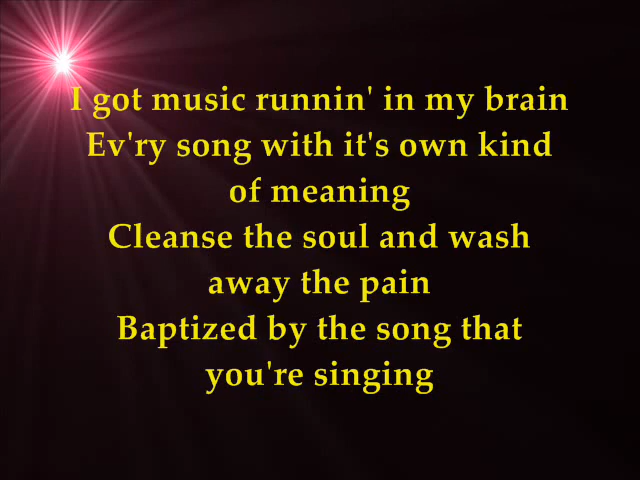 I got music runnin' in my brain
Ev'ry song with it's own kind
of meaning
Cleanse the soul and wash
away the pain
Baptized by the song that
you're singing